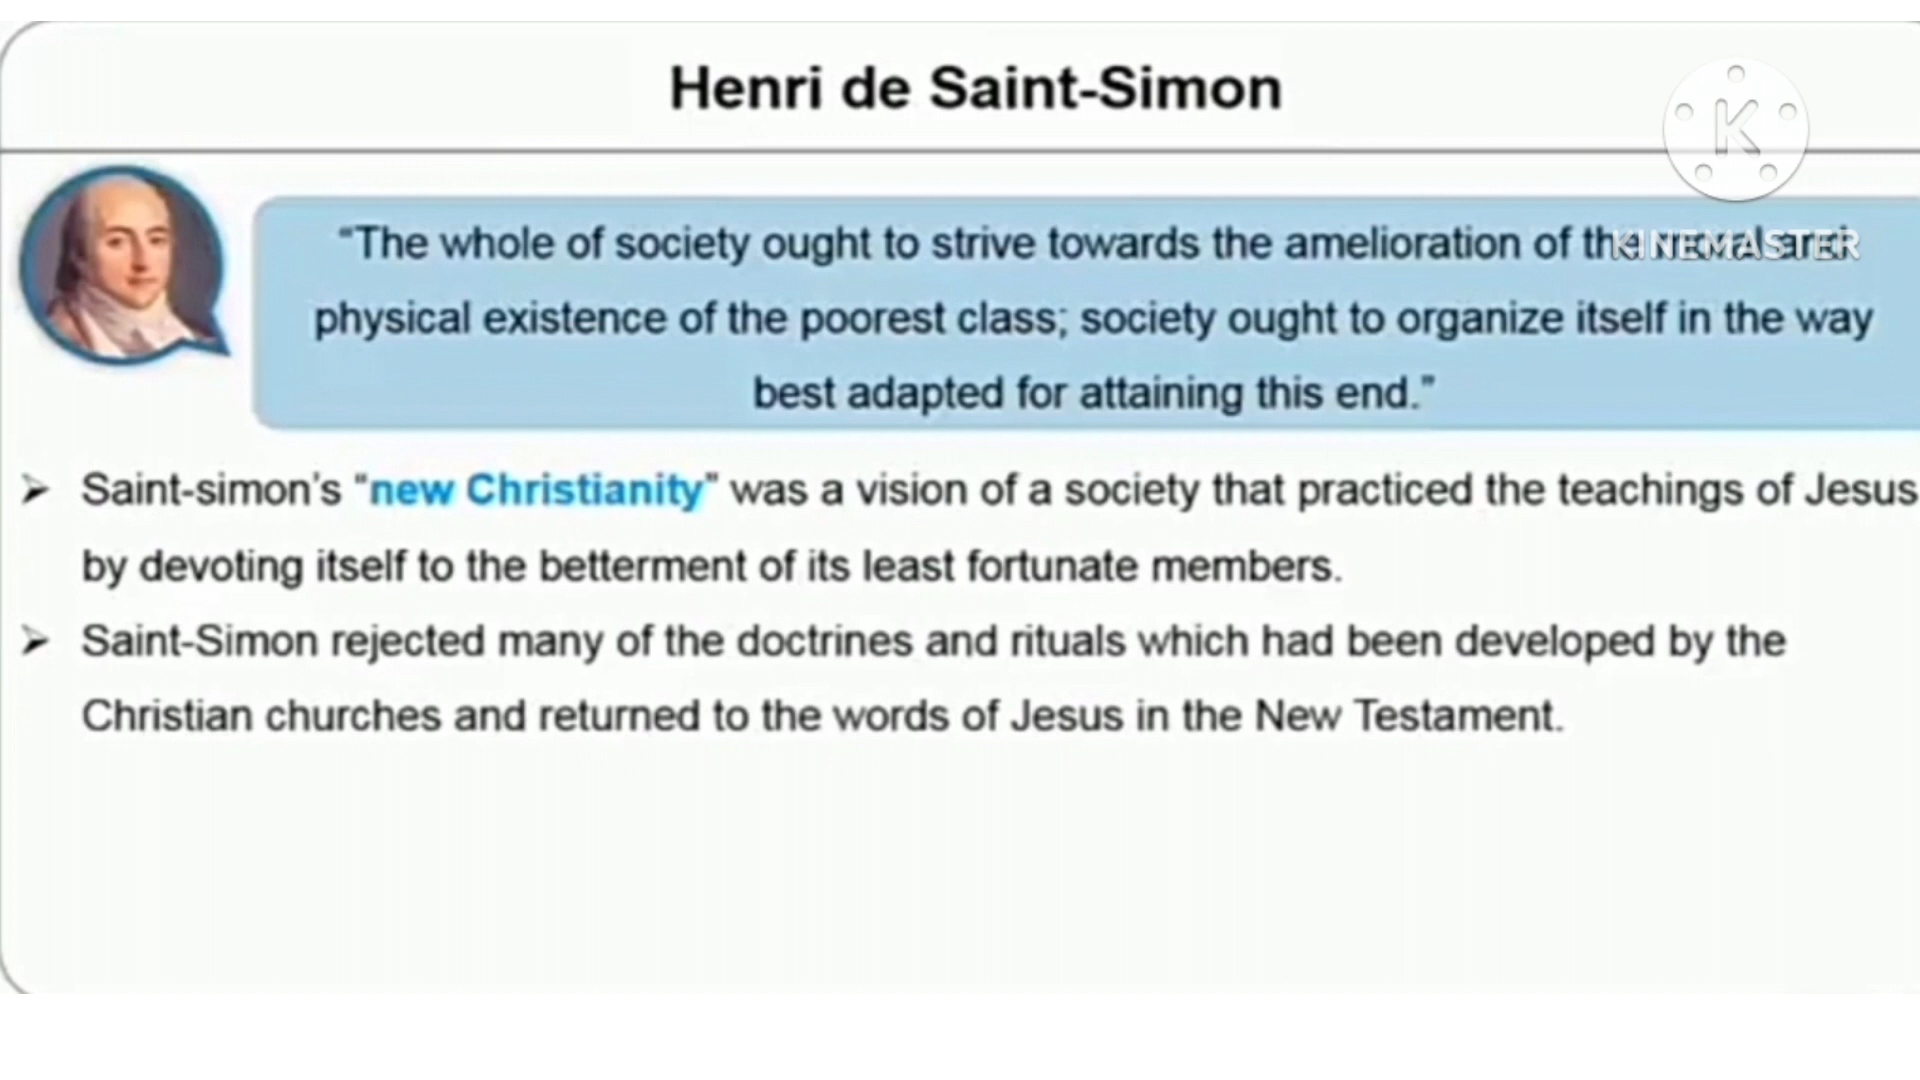 Henri de Saint-Simon
K
KINEMASTER
“The whole of society ought to strive towards the amelioration of the moral and
physical existence of the poorest class; society ought to organize itself in the way
best adapted for attaining this end.”
➤ Saint-simon's “new Christianity” was a vision of a society that practiced the teachings of Jesus
by devoting itself to the betterment of its least fortunate members.
➤ Saint-Simon rejected many of the doctrines and rituals which had been developed by the
Christian churches and returned to the words of Jesus in the New Testament.